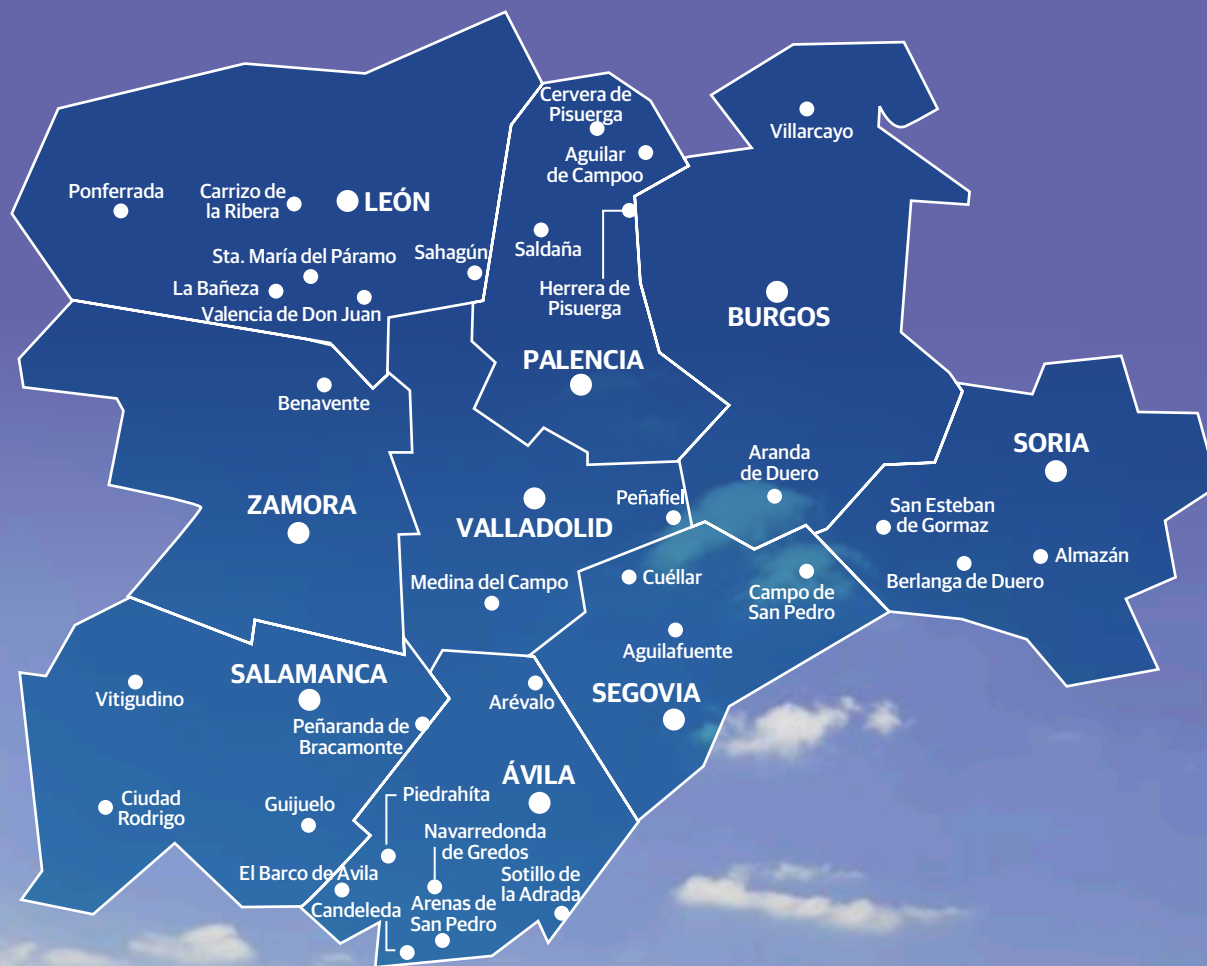 Cervera de
Pisuerga
Villarcayo
Aguilar
de Campoo
Ponferrada
Carrizo de
la Ribera
LEÓN
Saldaña
Sta. María del Páramo
Sahagún
La Bañeza
Valencia de Don Juan
Herrera de
Pisuerga
BURGOS
PALENCIA
Benavente
SORIA
Aranda
de Duero
ZAMORA
VALLADOLID
Peñafiel
San Esteban
de Gormaz
Almazán
Berlanga de Duero
Medina del Campo
Cuéllar
Campo de
San Pedro
Aguilafuente
SALAMANCA
Vitigudino
Arévalo
SEGOVIA
Peñaranda de
Bracamonte
ÁVILA
Piedrahíta
Ciudad
Rodrigo
Guijuelo
Navarredonda
de Gredos
El Barco de Ávila
Sotillo de
la Adrada
Candeleda
Arenas de
San Pedro